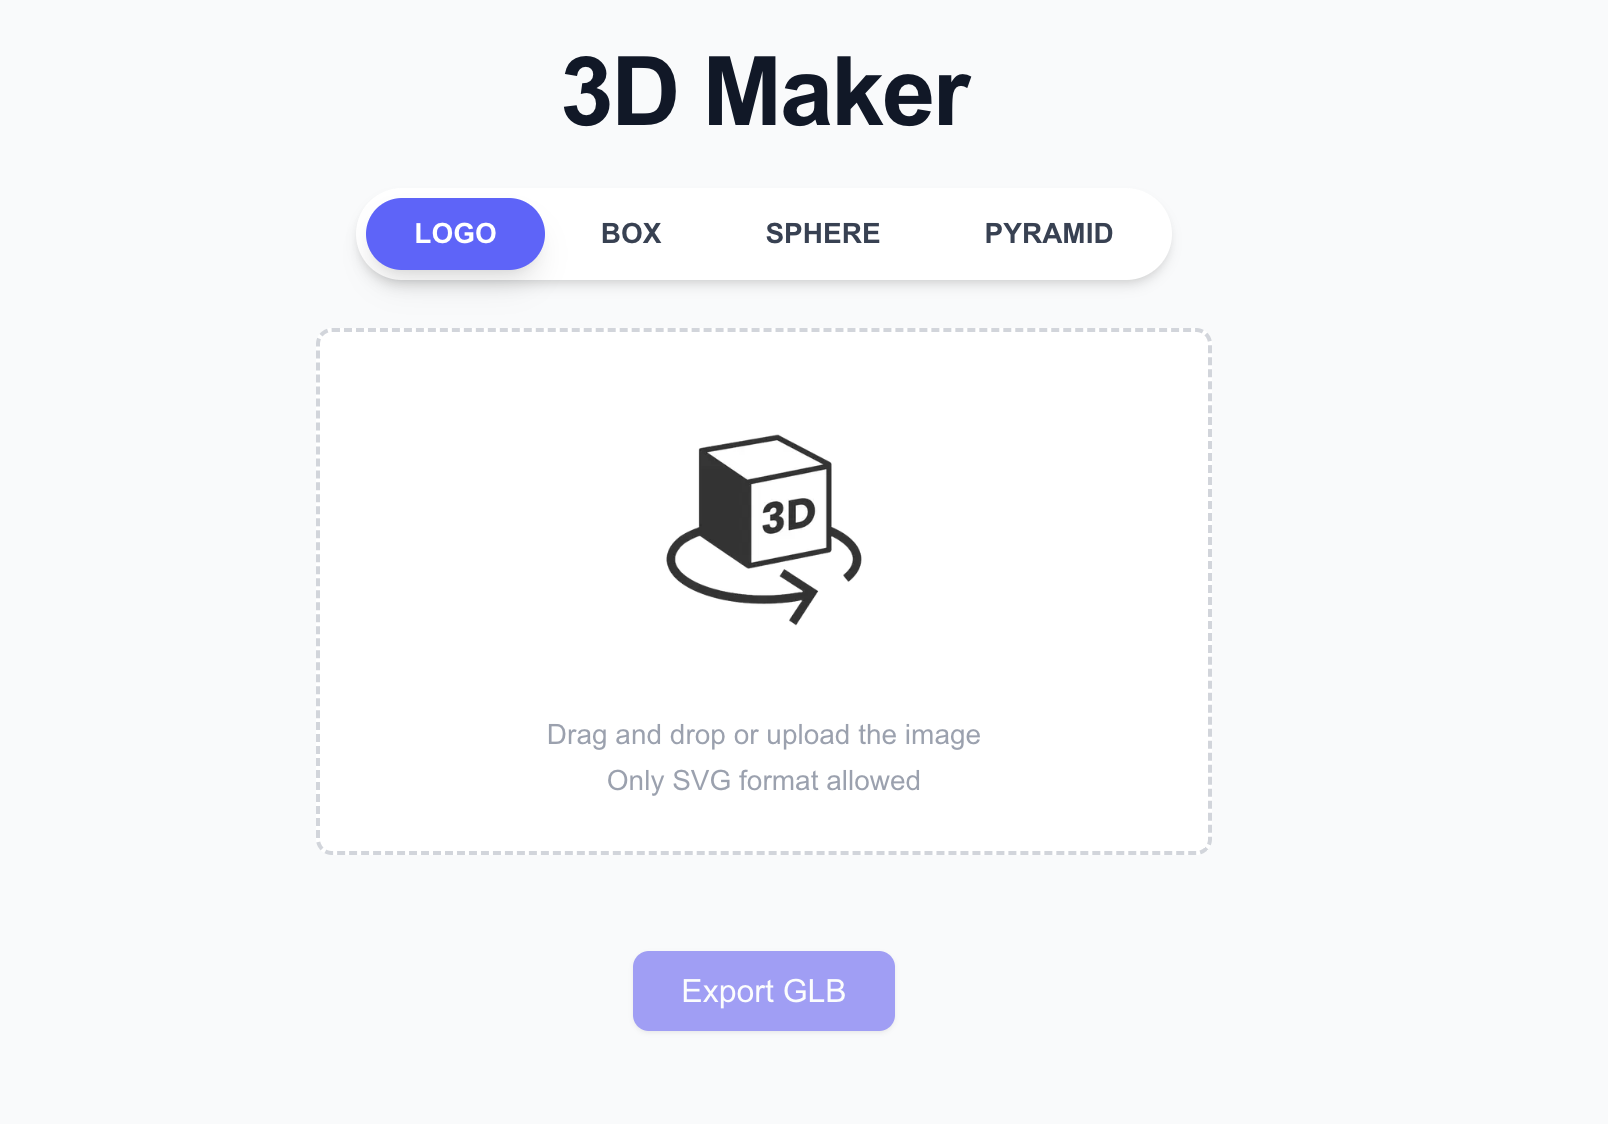 3D Maker
LOGO BOX SPHERE PYRAMID
3D
Drag and drop or upload the image
Only SVG format allowed
Export GLB